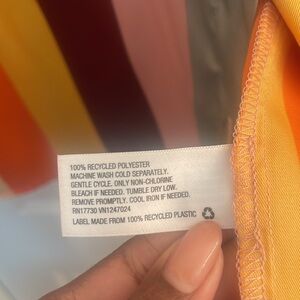 100% RECYCLED POLYESTER
MACHINE WASH COLD SEPARATELY.
GENTLE CYCLE. ONLY NON-CHLORINE
BLEACH IF NEEDED. TUMBLE DRY LOW.
REMOVE PROMPTLY. COOL IRON IF NEEDED.
RN17730 VN1247024
LABEL MADE FROM 100% RECYCLED PLASTIC